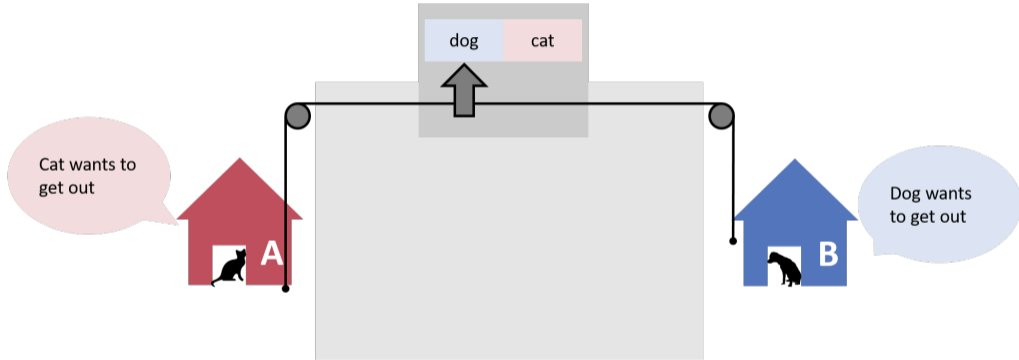 dog cat
Cat wants to
get out
Dog wants
to get out
A
B